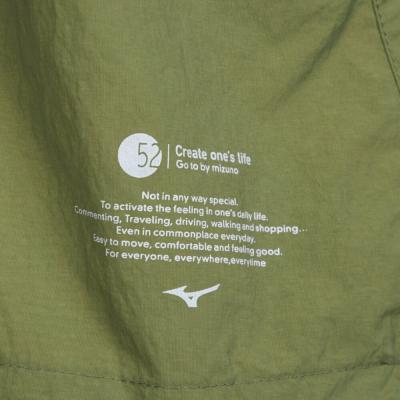 52
Create one's life
Go to by mizuno
Not in any way special.
To activate the feeling in one's daily life.
Commenting, Traveling, driving, walking and shopping...
Even in commonplace everyday.
Easy to move, comfortable and feeling good.
For everyone, everywhere,everytime